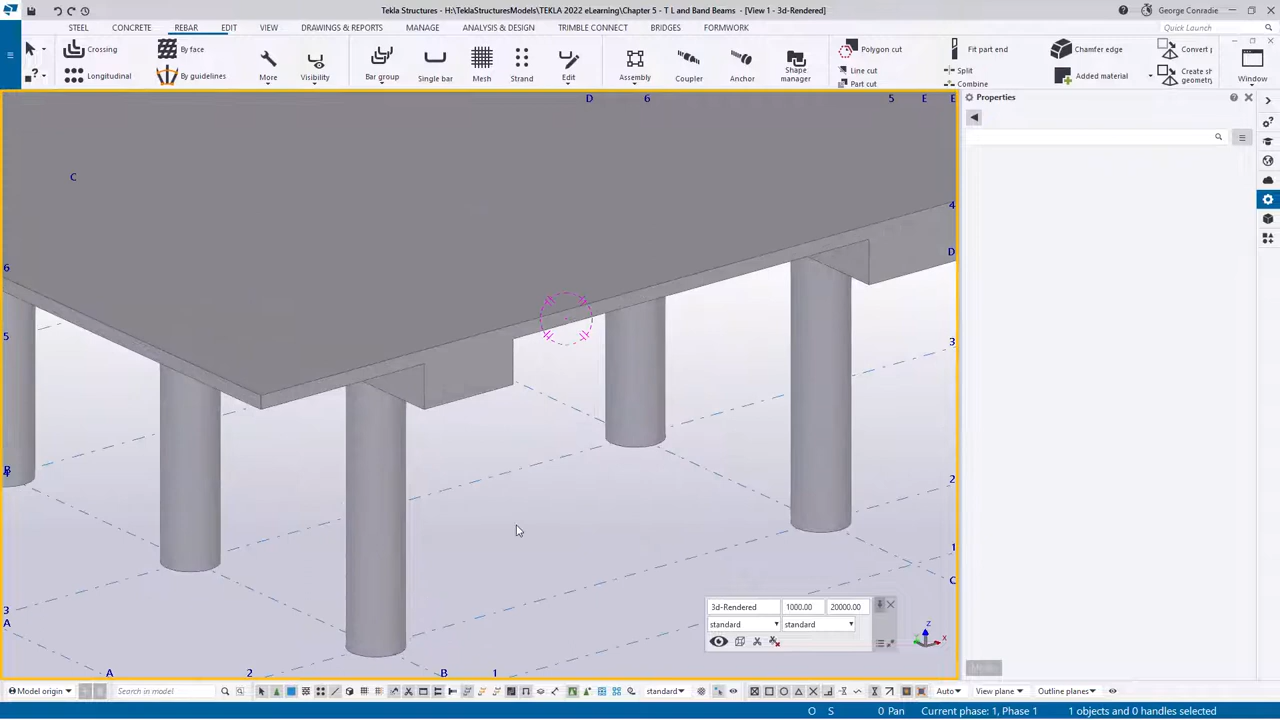 Tekla Structures - H:\TeklaStructuresModels\TEKLA 2022 eLearning\Chapter 5 - T L and Band Beams - [View 1 - 3d-Rendered]
George Conradie
STEEL CONCRETE REBAR EDIT VIEW DRAWINGS & REPORTS MANAGE ANALYSIS & DESIGN TRIMBLE CONNECT BRIDGES FORMWORK
Quick Launch
Crossing
By face
Longitudinal
By guidelines
More
Visibility
Bar group
Single bar
Mesh
Strand
Edit
Assembly
Coupler
Anchor
Shape
manager
Polygon cut
Line cut
Part cut
Fit part end
Split
Combine
Chamfer edge
Added material
Convert
Create sh
geometry
Window
Properties
D 6 5 E E
C
4
D
6
5
3
B
4
2
1
C
3
A
A 2 B 1
3d-Rendered 1000.00 20000.00
standard standard
z
x
Model origin
Search in model
standard
Auto
View plane
Outline planes
O S 0 Pan Current phase: 1, Phase 1 1 objects and 0 handles selected